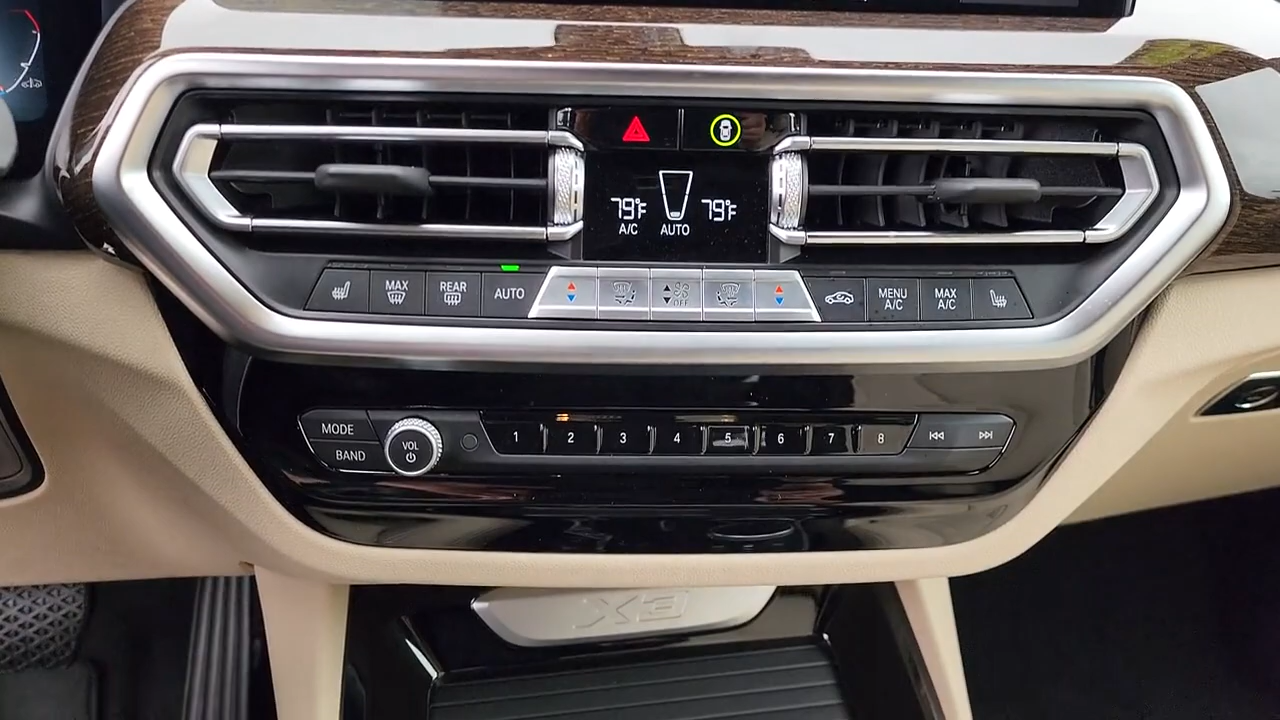 79°F 79°F
A/C AUTO
MAX
REAR
AUTO
OFF
MENU
A/C
MAX
A/C
MODE
BAND
VOL
1 2 3 4 5 6 7 8
X3